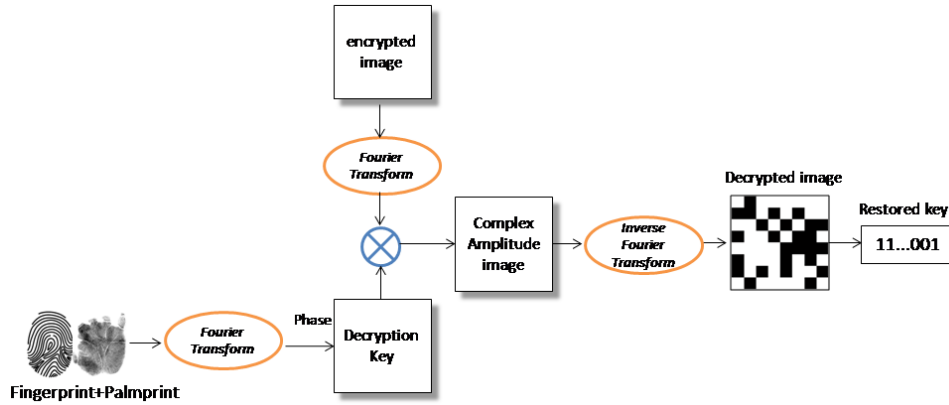 encrypted
image
Fourier
Transform
Decrypted image
Restored key
Complex
Amplitude
image
Inverse
Fourier
Transform
11...001
Phase
Fourier
Transform
Decryption
Key
Fingerprint+Palmprint